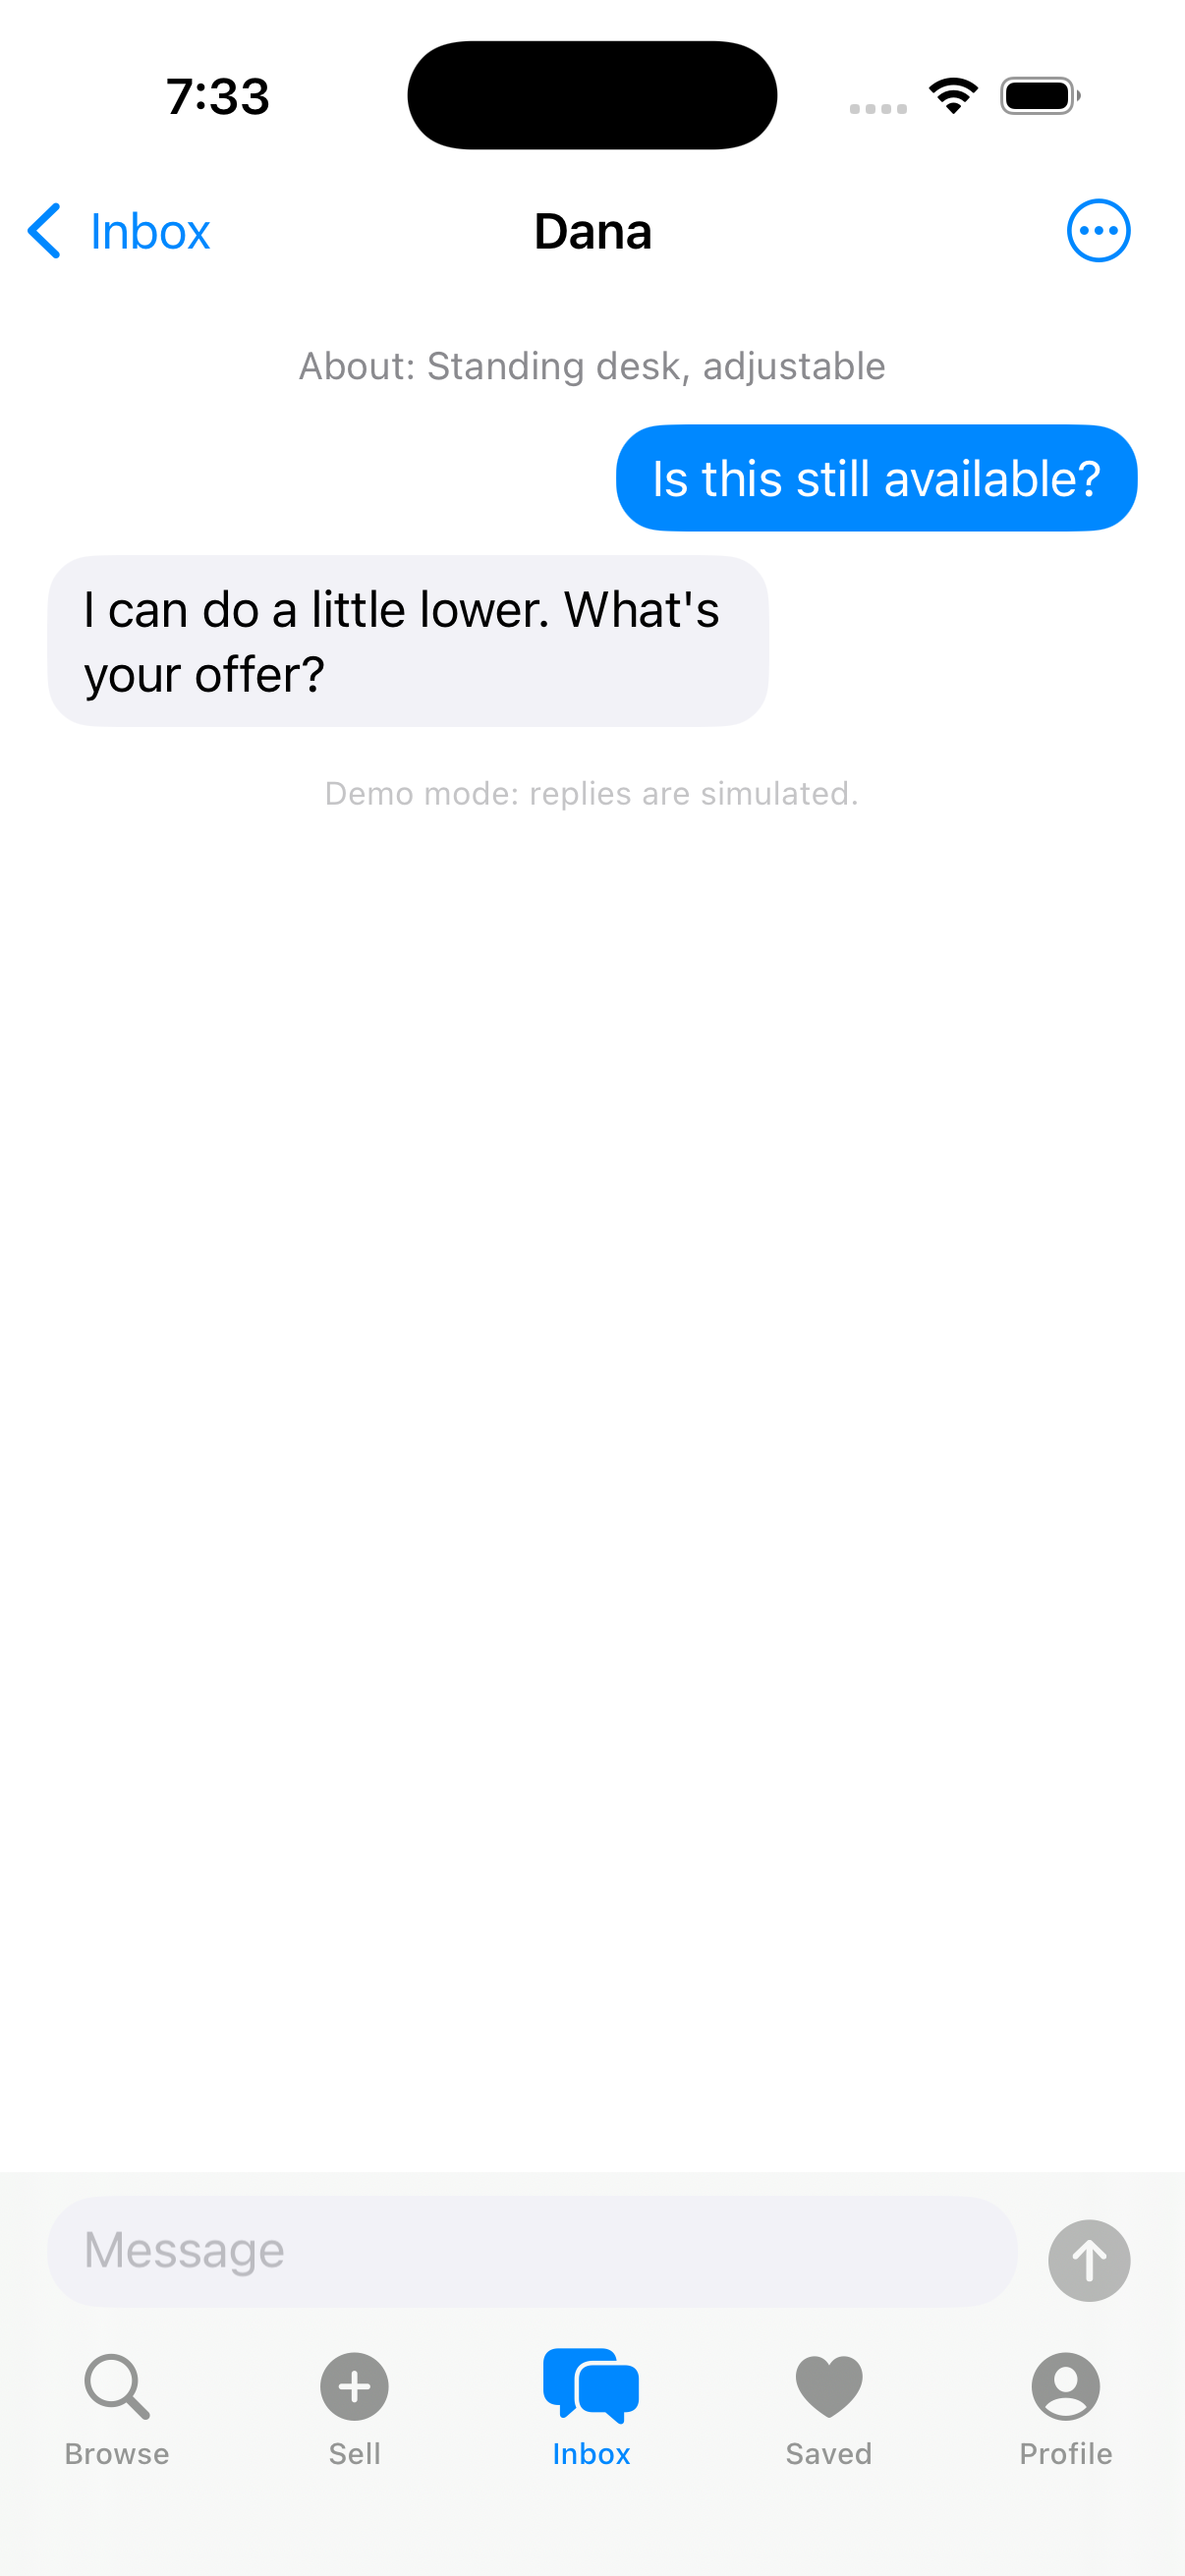 7:33
Inbox
Dana
About: Standing desk, adjustable
Is this still available?
I can do a little lower. What's
your offer?
Demo mode: replies are simulated.
Message
Browse
Sell
Inbox
Saved
Profile